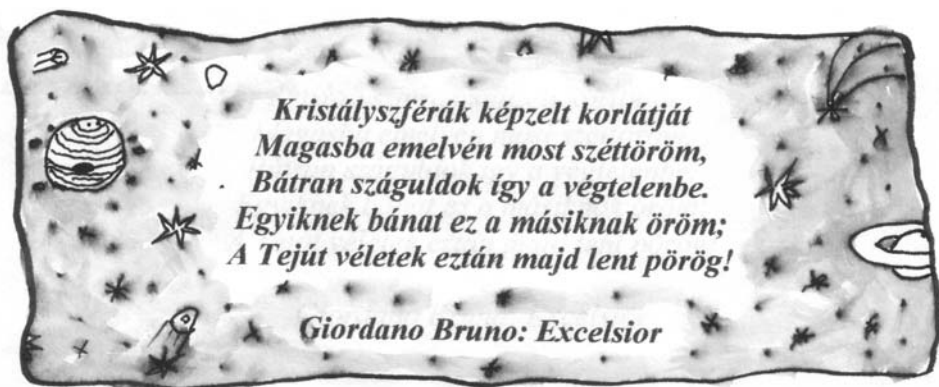 Kristályszférák képzelt korlátját
Magasba emelvén most széttöröm,
Bátran száguldok így a végtelenbe.
Egyiknek bánat ez a másiknak öröm;
A Tejút véletek eztán majd lent pörög!
Giordano Bruno: Excelsior